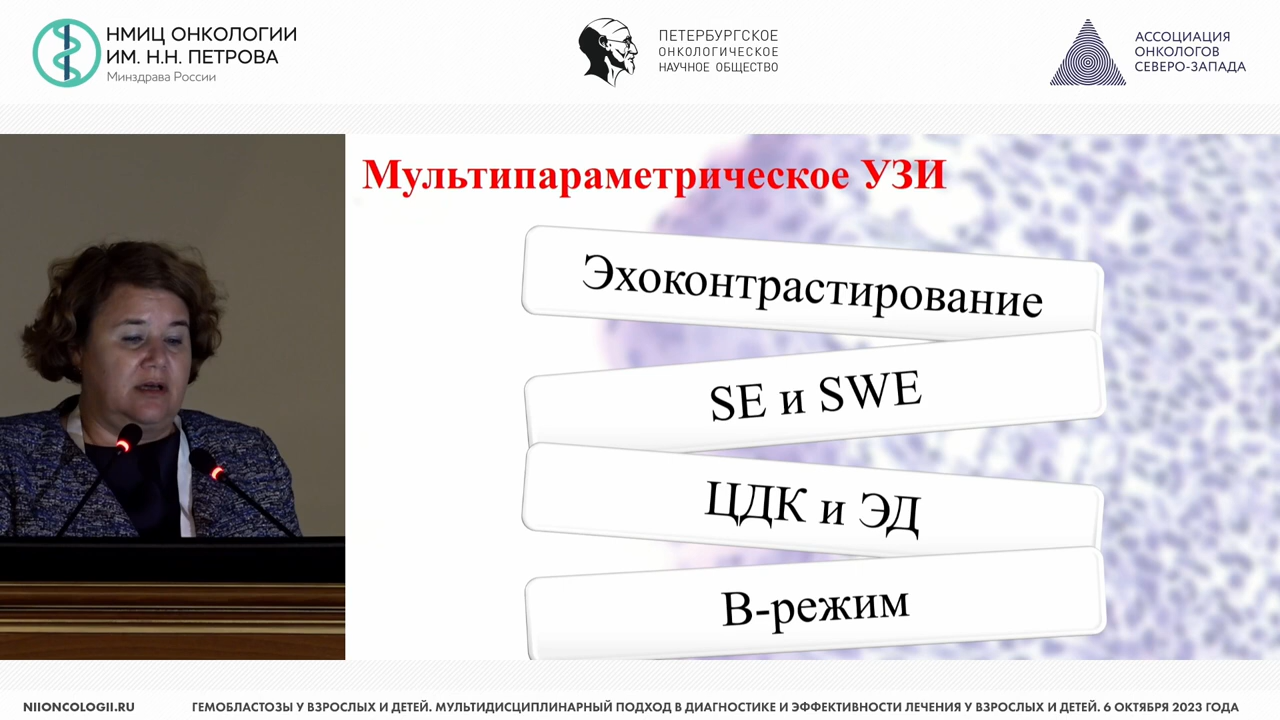 НМИЦ ОНКОЛОГИИ
ИМ. Н.Н. ПЕТРОВА
Минздрава России
ПЕТЕРБУРГСКОЕ
ОНКОЛОГИЧЕСКОЕ
НАУЧНОЕ ОБЩЕСТВО
АССОЦИАЦИЯ
ОНКОЛОГОВ
СЕВЕРО-ЗАПАДА
Мультипараметрическое УЗИ
Эхоконтрастирование
SE и SWE
ЦДК и ЭД
В-режим
NIIONCOLOGII.RU
ГЕМОБЛАСТОЗЫ У ВЗРОСЛЫХ И ДЕТЕЙ. МУЛЬТИДИСЦИПЛИНАРНЫЙ ПОДХОД В ДИАГНОСТИКЕ И ЭФФЕКТИВНОСТИ ЛЕЧЕНИЯ У ВЗРОСЛЫХ И ДЕТЕЙ. 6 ОКТЯБРЯ 2023 ГОДА